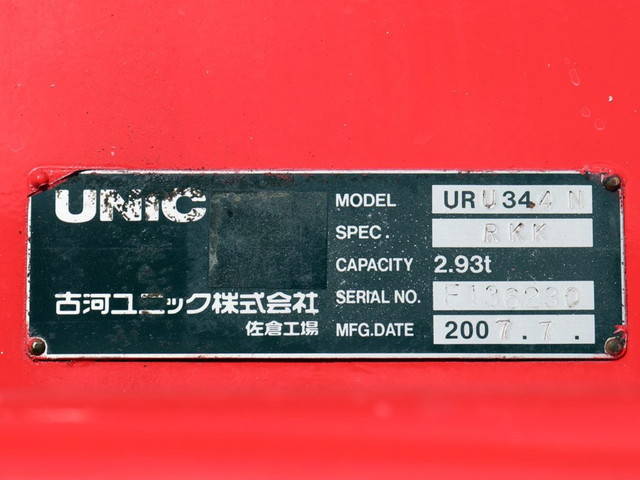 UNIC
古河ユニック株式会社
佐倉工場
MODEL URU344N
SPEC. RKK
CAPACITY 2.93t
SERIAL NO. F136230
MFG.DATE 2007.7.